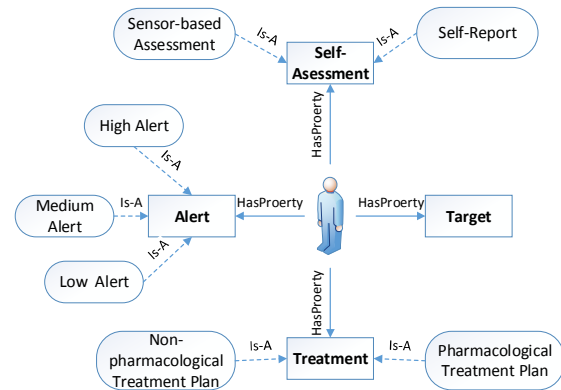 Sensor-based
Assessment
Is-A
Self-
Asessment
Is-A
Self-Report
HasProerty
High Alert
Is-A
Medium
Alert
Is-A
Alert
HasProerty
HasProerty
Target
Is-A
Low Alert
HasProerty
Non-
pharmacological
Treatment Plan
Is-A
Treatment
Is-A
Pharmacological
Treatment Plan